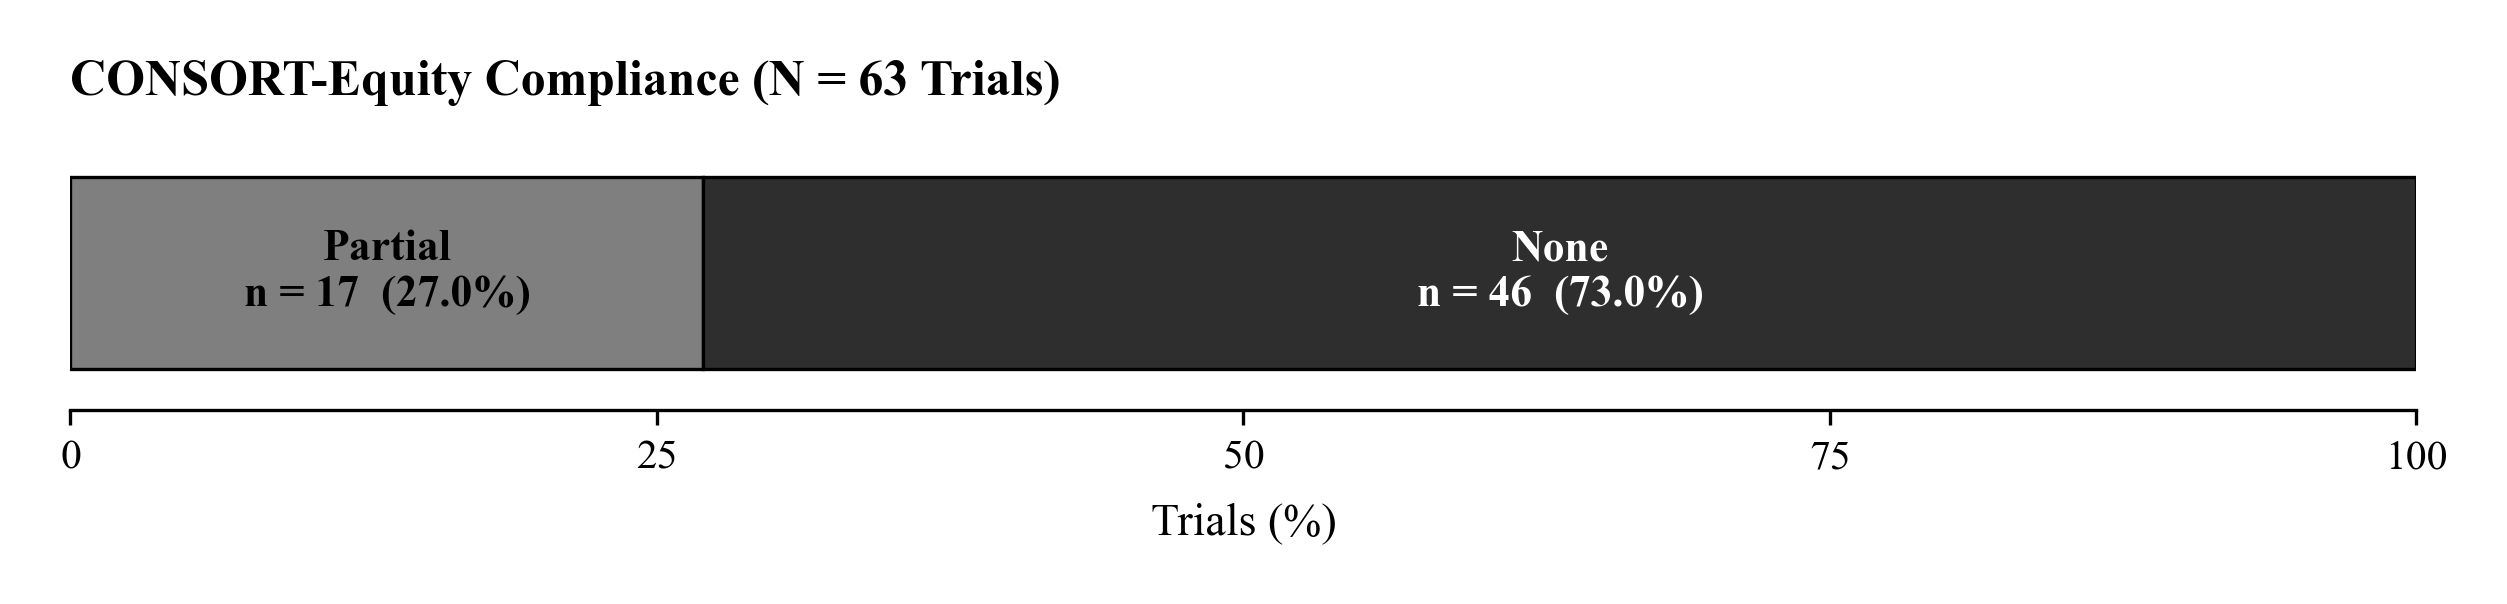 CONSORT-Equity Compliance (N = 63 Trials)
Partial
n = 17 (27.0%)
None
n = 46 (73.0%)
0 25 50 75 100
Trials (%)